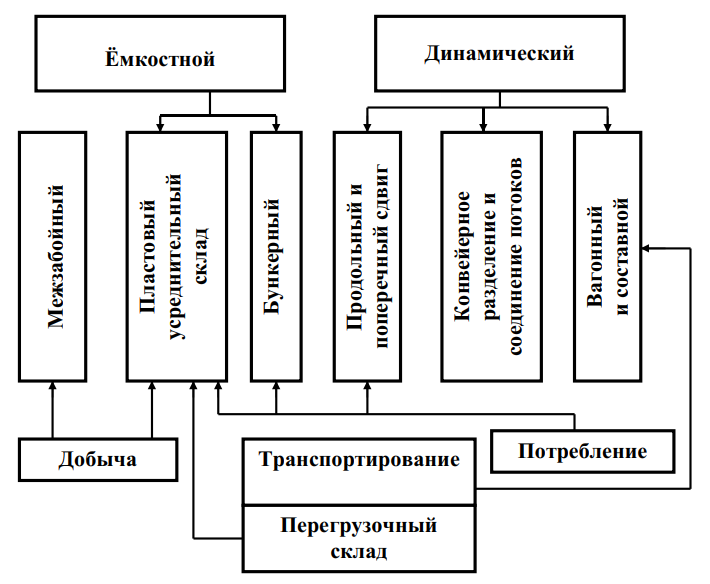 Ёмкостной
Динамический
Межзабойный
Пластовый
усреднительный
склад
Бункерный
Продольный и
поперечный сдвиг
Конвейерное
разделение и
соединение потоков
Вагонный
и составной
Добыча
Транспортирование
Потребление
Перегрузочный
склад